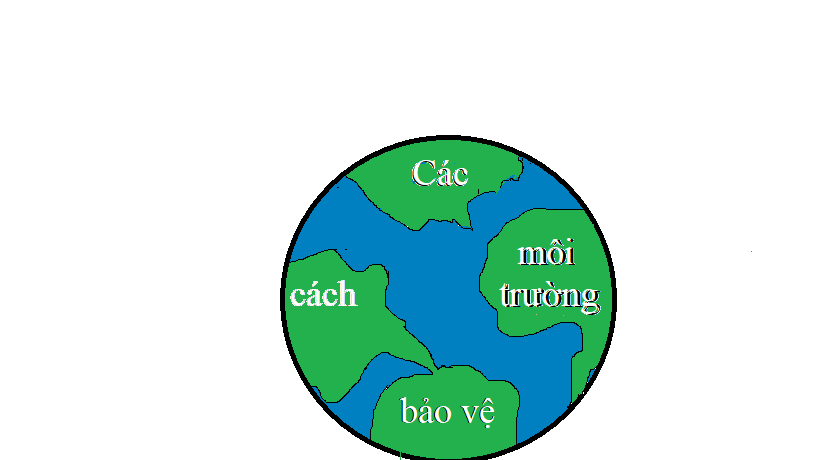 Các
cách
bảo vệ
môi
trường